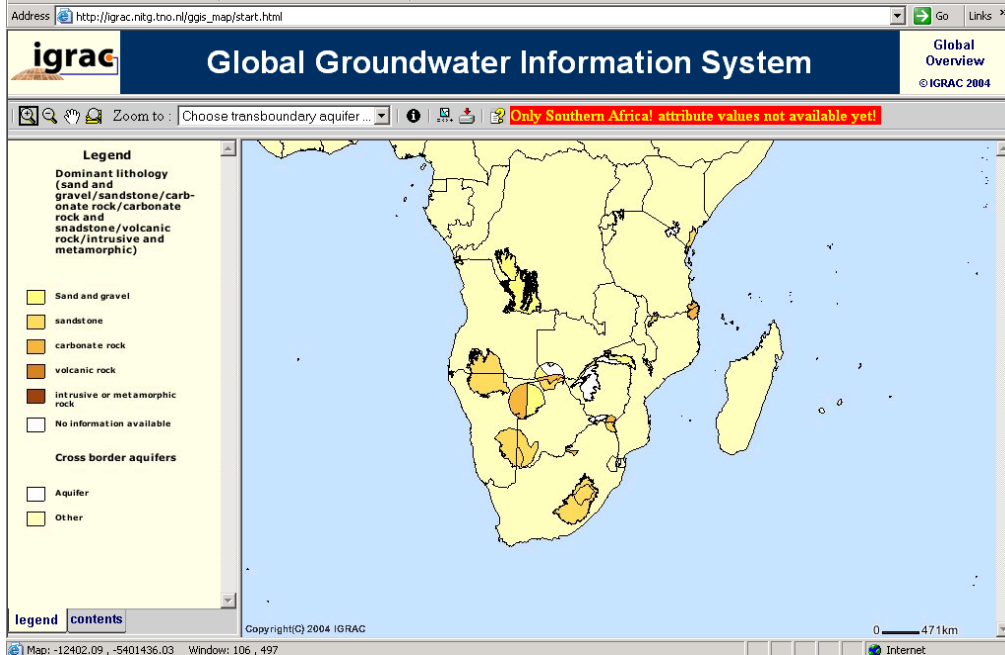 Address http://igrac.nitg.tno.nl/ggis_map/start.html Go Links »
igrac
Global Groundwater Information System
Global
Overview
© IGRAC 2004
Zoom to : Choose transboundary aquifer ...
Only Southern Africa! attribute values not available yet!
Legend
Dominant lithology
(sand and
gravel/sandstone/carb-
onate rock/carbonate
rock and
snadstone/volcanic
rock/intrusive and
metamorphic)
Sand and gravel
sandstone
carbonate rock
volcanic rock
intrusive or metamorphic
rock
No information available
Cross border aquifers
Aquifer
Other
legend contents
Copyright(C) 2004 IGRAC
0 471km
Map: -12402.09 , -5401436.03 Window: 106 , 497 Internet